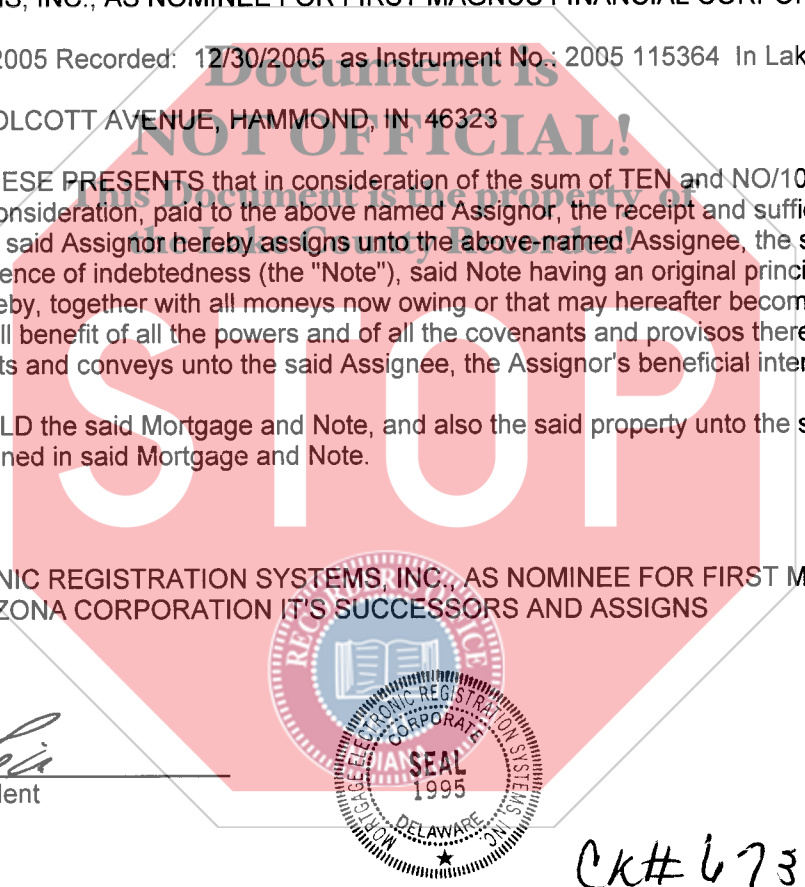 NS, INC., AS NOMINEE FOR FIRST MAGNUS FINANCIAL CORPO
2005 Recorded: 12/30/2005 as Instrument No.: 2005 115364 In Lak
Document is
OLCOTT AVENUE, HAMMOND, IN 46323
NOT OFFICIAL!
ESE PRESENTS that in consideration of the sum of TEN and NO/10
This Document is the property of
onsideration, paid to the above named Assignor, the receipt and suffi
the Lake County Recorder!
said Assignor hereby assigns unto the above-named Assignee, the s
ence of indebtedness (the "Note"), said Note having an original princi
eby, together with all moneys now owing or that may hereafter becom
ll benefit of all the powers and of all the covenants and provisos there
ts and conveys unto the said Assignee, the Assignor's beneficial inter
STOP
LD the said Mortgage and Note, and also the said property unto the s
ned in said Mortgage and Note.
NIC REGISTRATION SYSTEMS, INC., AS NOMINEE FOR FIRST M
ZONA CORPORATION IT'S SUCCESSORS AND ASSIGNS
RECORDER'S OFFICE
INDIANA
MORTGAGE ELECTRONIC REGISTRATION SYSTEMS, INC.
CORPORATE
SEAL
1995
DELAWARE
dent
CK# 673